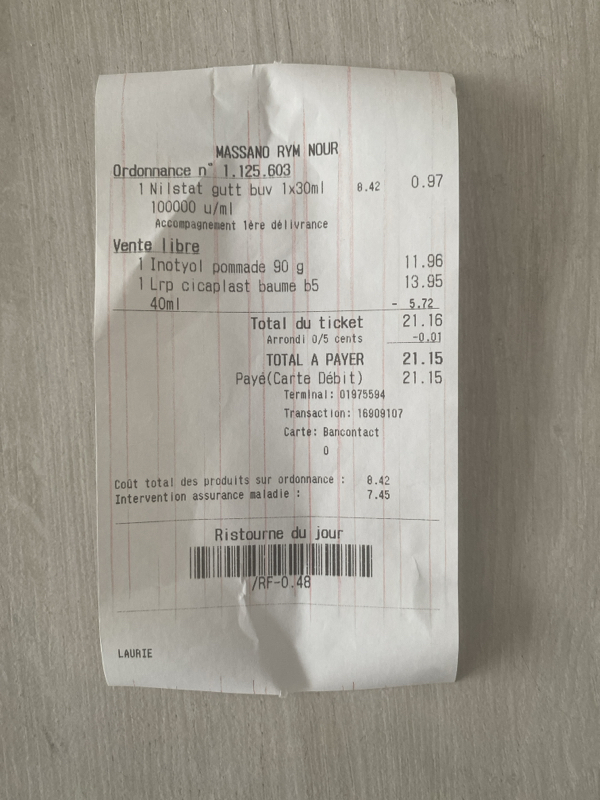 MASSANO RYM NOUR
Ordonnance n° 1.125.603
1 Nilstat gutt buv 1x30ml 8.42 0.97
100000 u/ml
Accompagnement 1ère délivrance
Vente libre
1 Inotyol pommade 90 g 11.96
1 Lrp cicaplast baume b5 13.95
40ml - 5.72
Total du ticket 21.16
Arrondi 0/5 cents -0.01
TOTAL A PAYER 21.15
Payé(Carte Débit) 21.15
Terminal: 01975594
Transaction: 16909107
Carte: Bancontact
0
Coût total des produits sur ordonnance : 8.42
Intervention assurance maladie : 7.45
Ristourne du jour
/RF-0.48
LAURIE